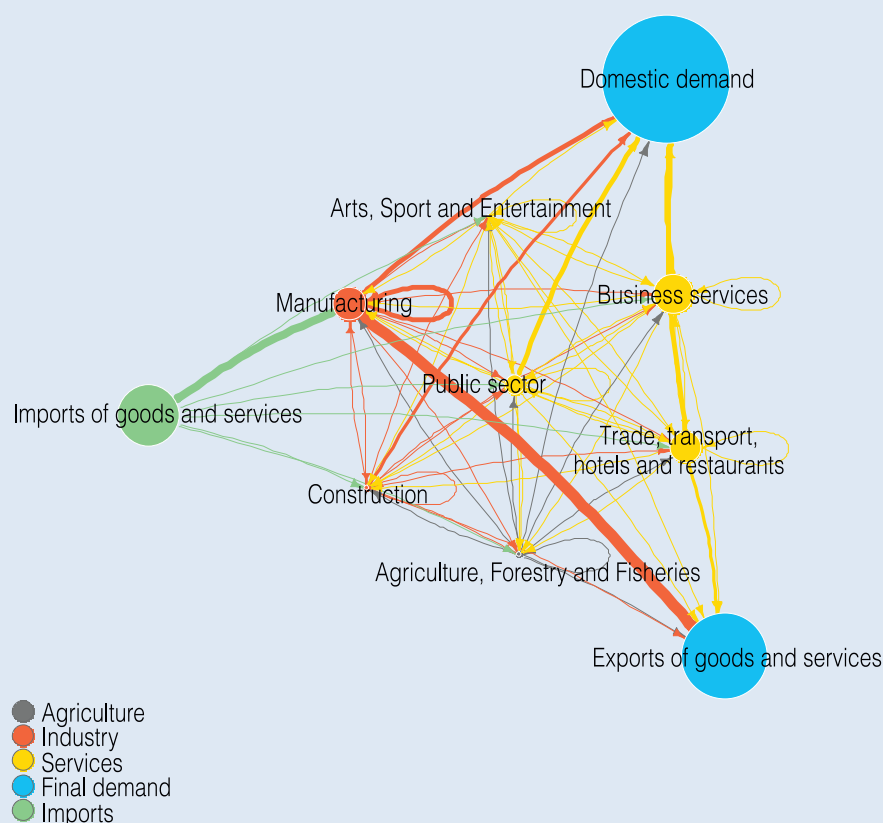 Domestic demand
Arts, Sport and Entertainment
Manufacturing
Business services
Public sector
Imports of goods and services
Trade, transport,
hotels and restaurants
Construction
Agriculture, Forestry and Fisheries
Exports of goods and services
Agriculture
Industry
Services
Final demand
Imports